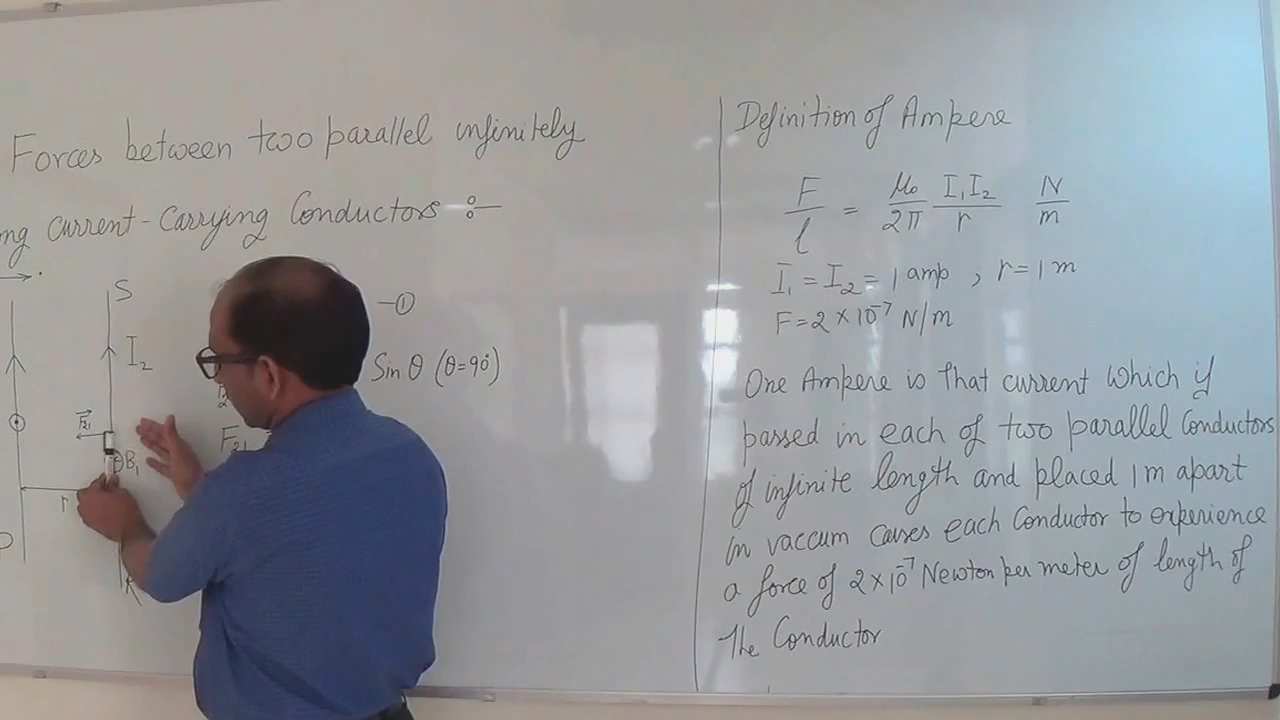 Forces between two parallel infinitely
ng current-Carrying Conductors :-
S
I₂
F₂₁
B₁
r
-①
Sin θ (θ=90°)
F₂₁
Definition of Ampere
F/l = μ₀/2π I₁I₂/r N/m
I₁ = I₂ = 1 amp , r = 1 m
F = 2 × 10⁻⁷ N/m
One Ampere is that current which if
passed in each of two parallel Conductors
of infinite length and placed 1 m apart
in vaccum causes each Conductor to experience
a force of 2 × 10⁻⁷ Newton per meter of length of
The Conductor